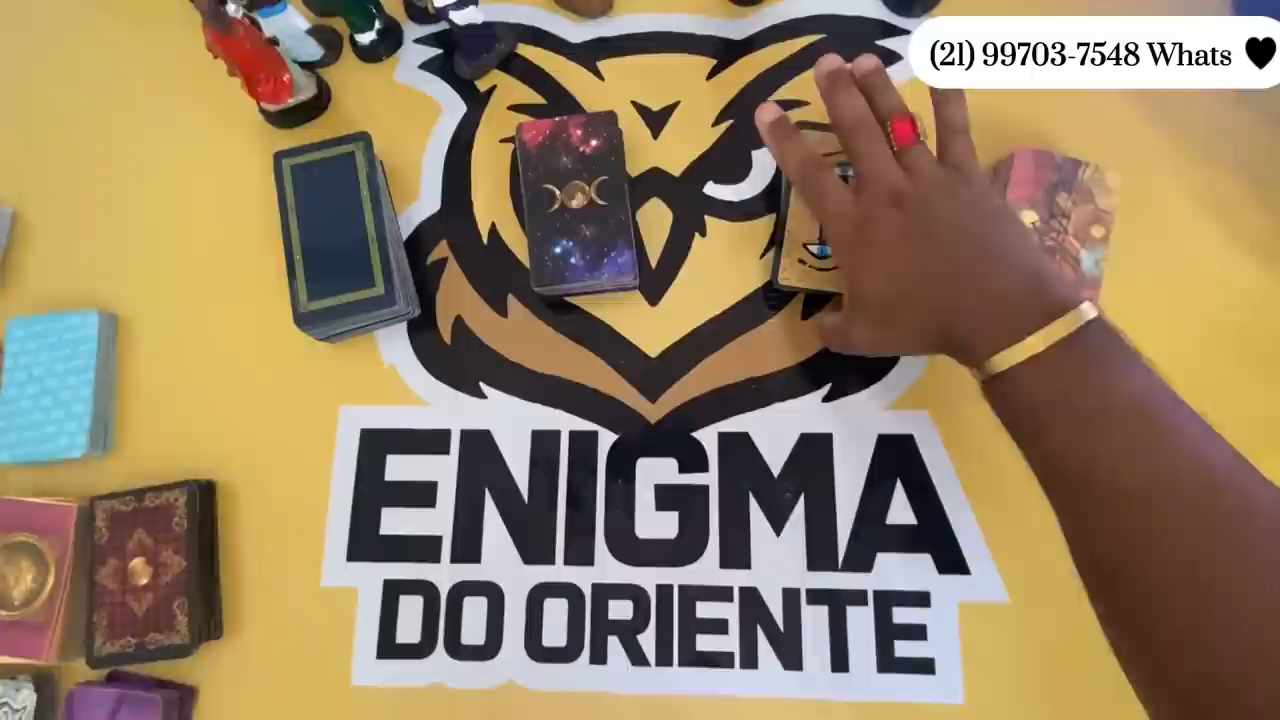 (21) 99703-7548 Whats 🖤
ENIGMA
DO ORIENTE